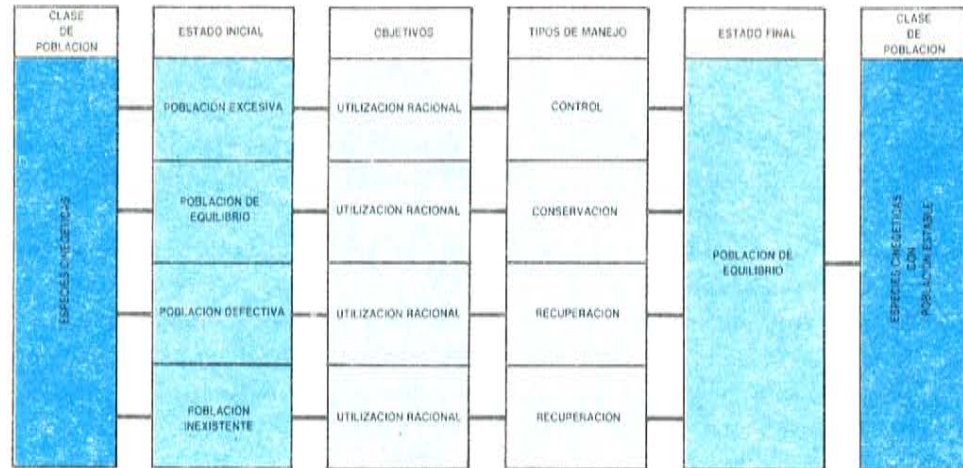 CLASE
DE
POBLACION
ESTADO INICIAL
OBJETIVOS
TIPOS DE MANEJO
ESTADO FINAL
CLASE
DE
POBLACION
ESPECIES CINEGETICAS
POBLACION EXCESIVA
UTILIZACION RACIONAL
CONTROL
POBLACION DE
EQUILIBRIO
UTILIZACION RACIONAL
CONSERVACION
POBLACION DEFECTIVA
UTILIZACION RACIONAL
RECUPERACION
POBLACION
INEXISTENTE
UTILIZACION RACIONAL
RECUPERACION
POBLACION DE
EQUILIBRIO
ESPECIES CINEGETICAS
CON
POBLACION ESTABLE